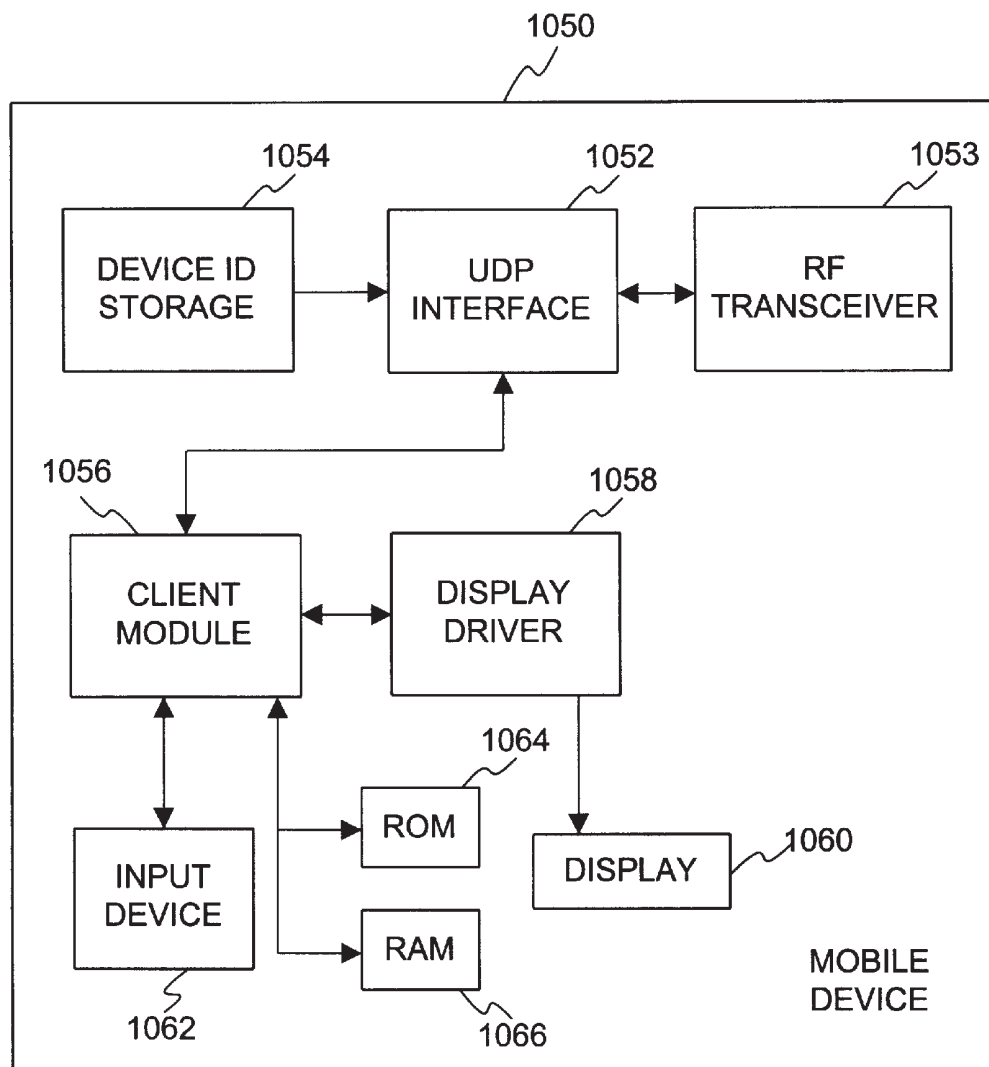 1050
1054
1052
1053
DEVICE ID
STORAGE
UDP
INTERFACE
RF
TRANSCEIVER
1056
1058
CLIENT
MODULE
DISPLAY
DRIVER
1064
ROM
1060
DISPLAY
INPUT
DEVICE
RAM
MOBILE
DEVICE
1062
1066